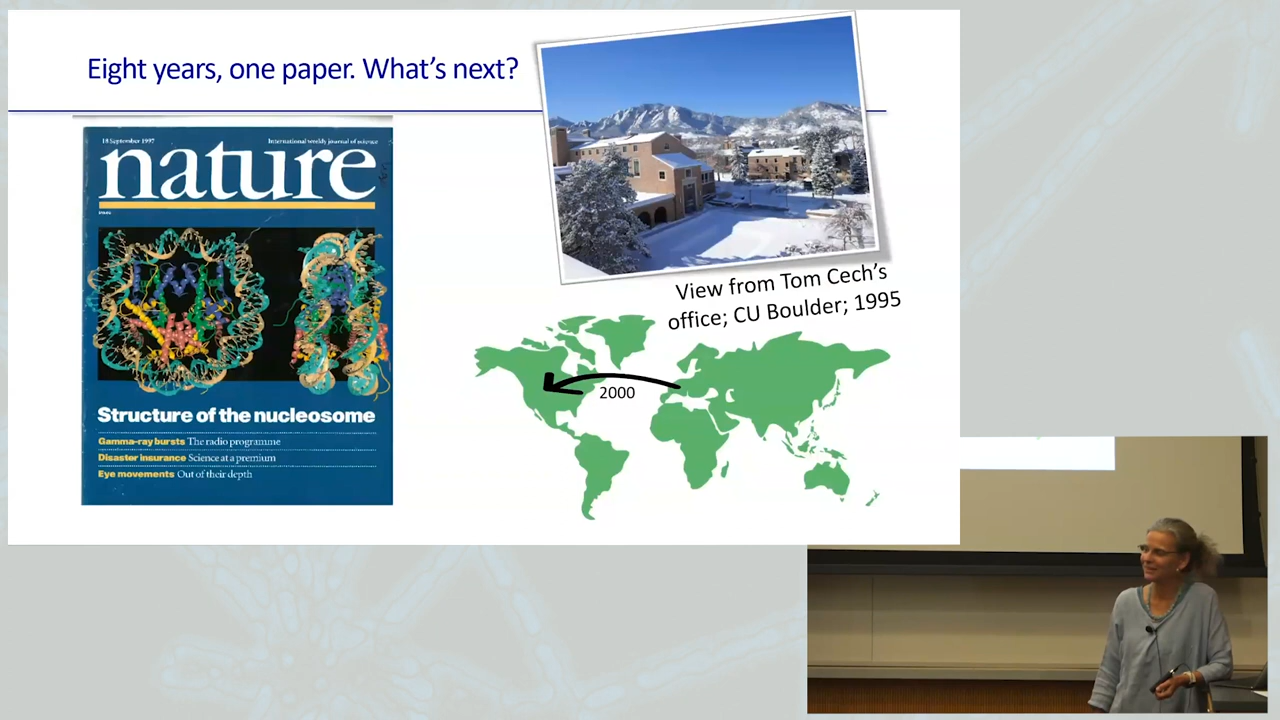 Eight years, one paper. What's next?
18 September 1997
International weekly journal of science
nature
Structure of the nucleosome
Gamma-ray bursts The radio programme
Disaster insurance Science at a premium
Eye movements Out of their depth
View from Tom Cech's
office; CU Boulder; 1995
2000